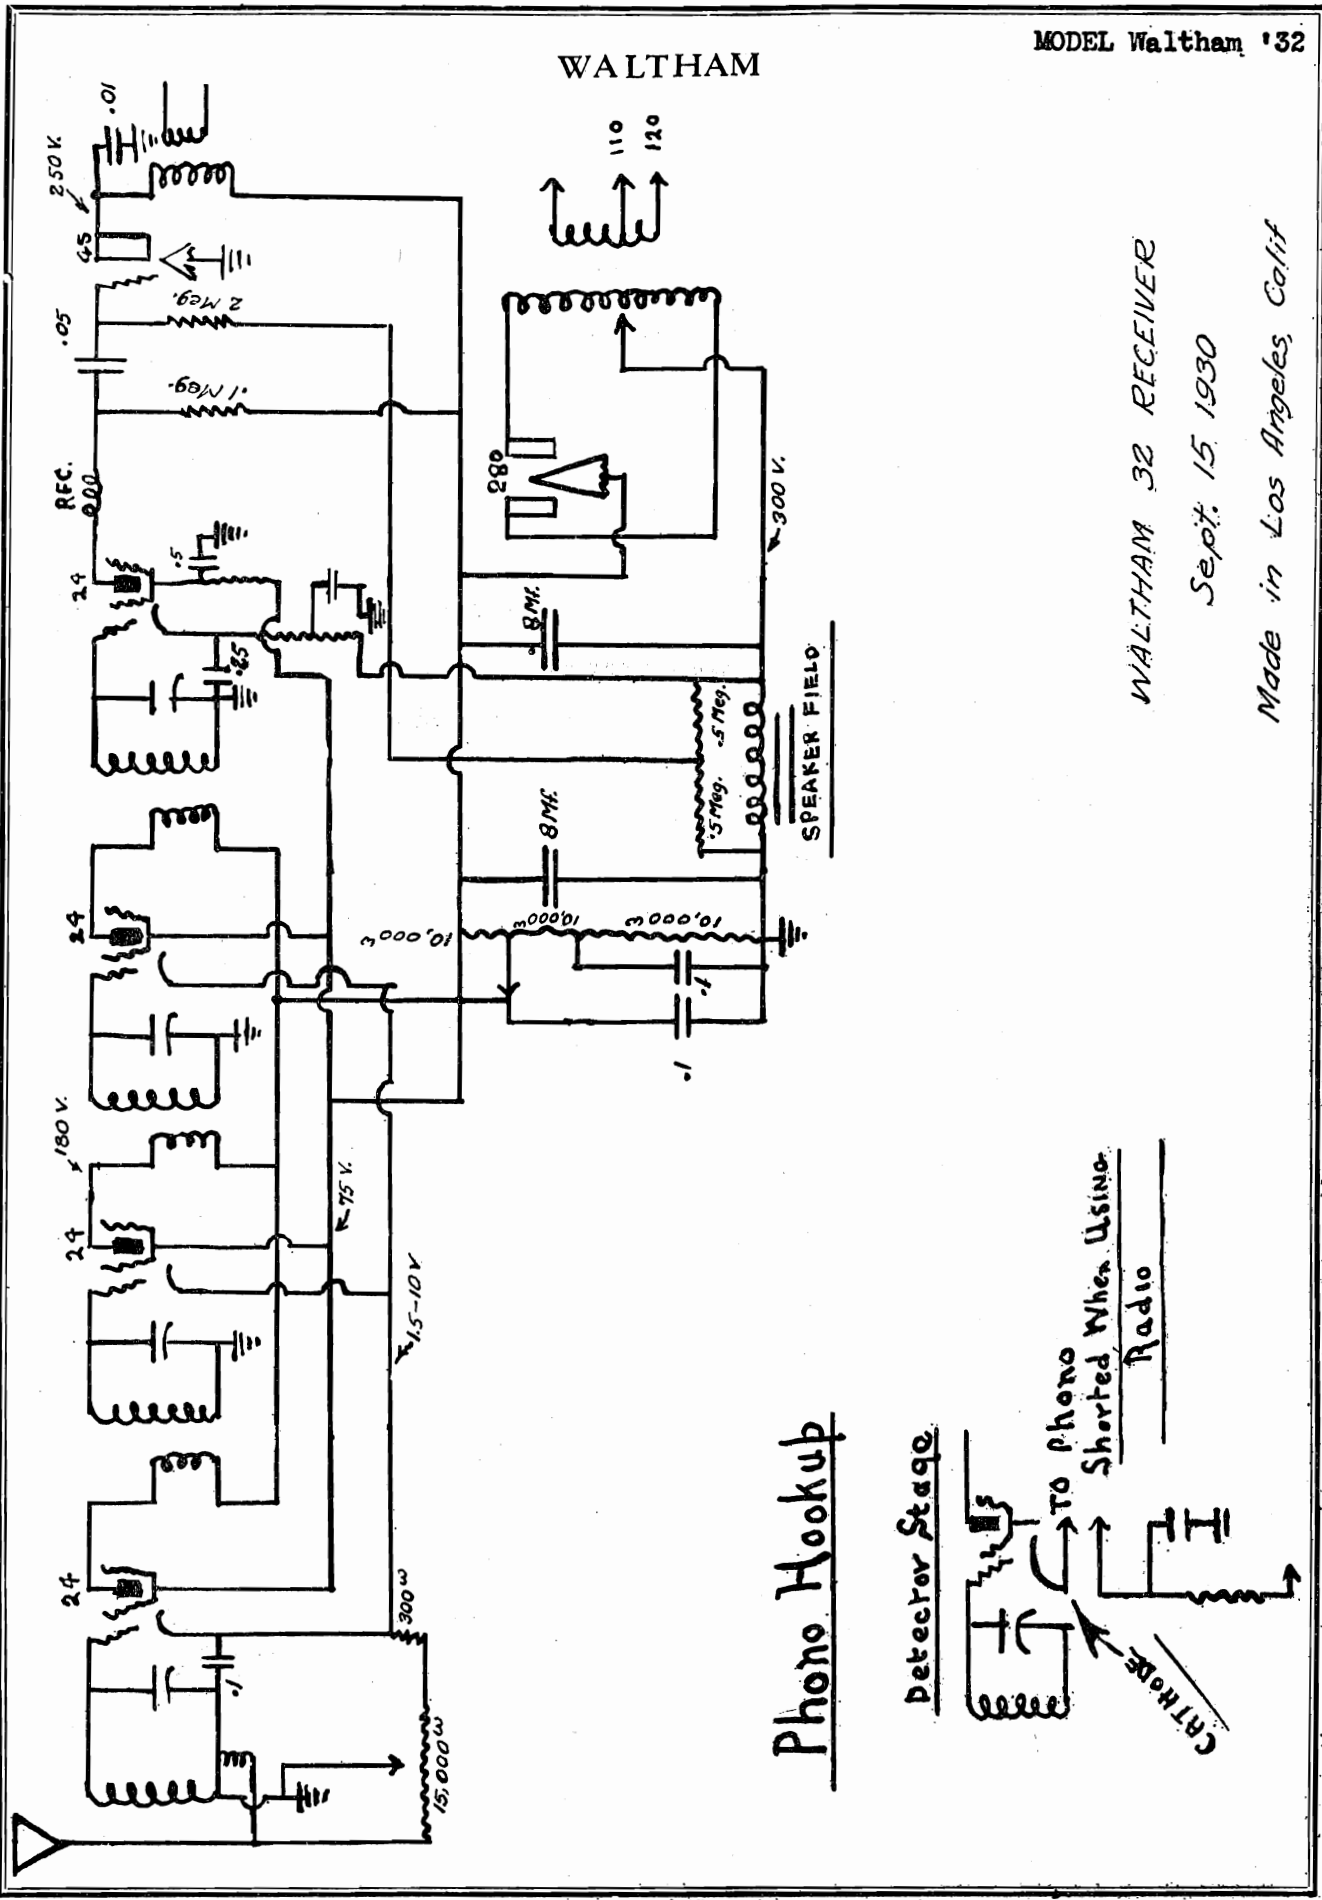 MODEL Waltham '32
WALTHAM
.01
250 V.
45
2 Meg.
.05
.1 Meg.
RFC.
24
.5
.25
110
120
280
300 V.
8 Mf.
.5 Meg.
.5 Meg.
SPEAKER FIELD
8 Mf.
24
10,000 ω
10,000 ω
10,000 ω
.1
.1
180 V.
24
75 V.
1.5-10 V
24
.1
300 ω
15,000 ω
WALTHAM 32 RECEIVER
Sept. 15 1930
Made in Los Angeles, Calif
Phono Hookup
Detector Stage
TO Phono
Shorted When Using
Radio
CATHODE